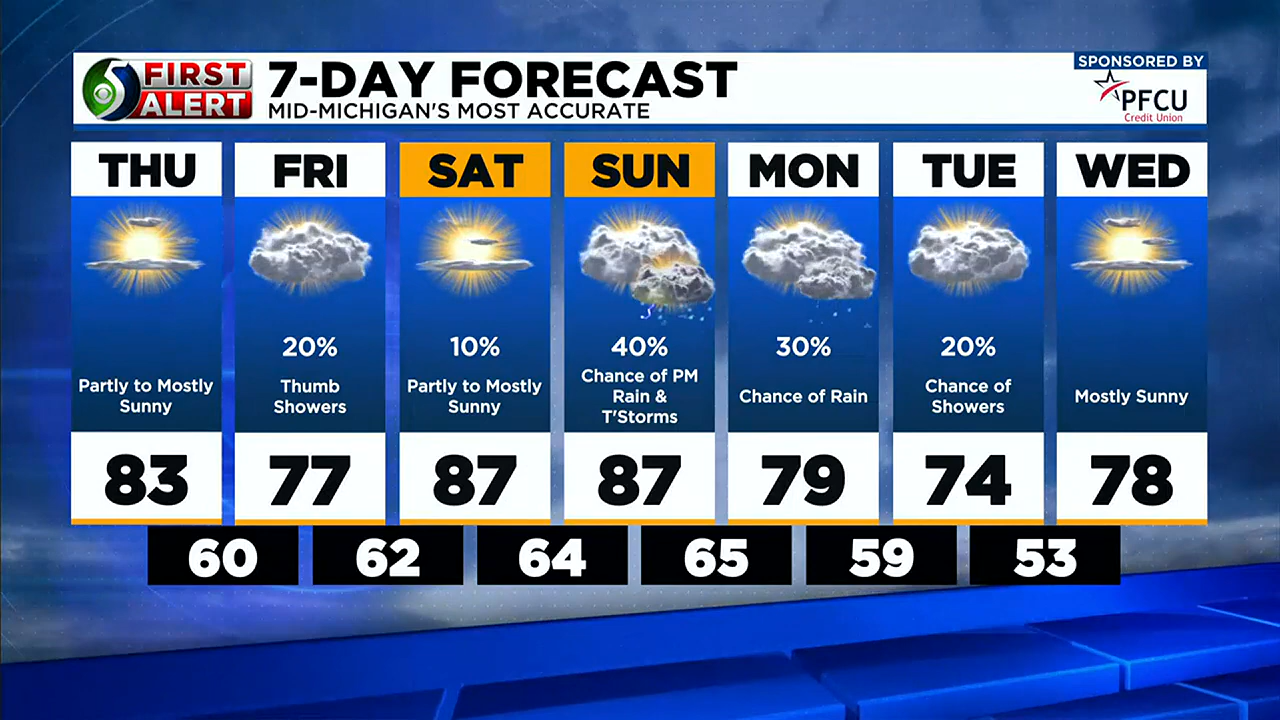 FIRST
ALERT
7-DAY FORECAST
MID-MICHIGAN'S MOST ACCURATE
SPONSORED BY
PFCU
Credit Union
THU
Partly to Mostly
Sunny
83
FRI
20%
Thumb
Showers
77
SAT
10%
Partly to Mostly
Sunny
87
SUN
40%
Chance of PM
Rain &
T'Storms
87
MON
30%
Chance of Rain
79
TUE
20%
Chance of
Showers
74
WED
Mostly Sunny
78
60
62
64
65
59
53